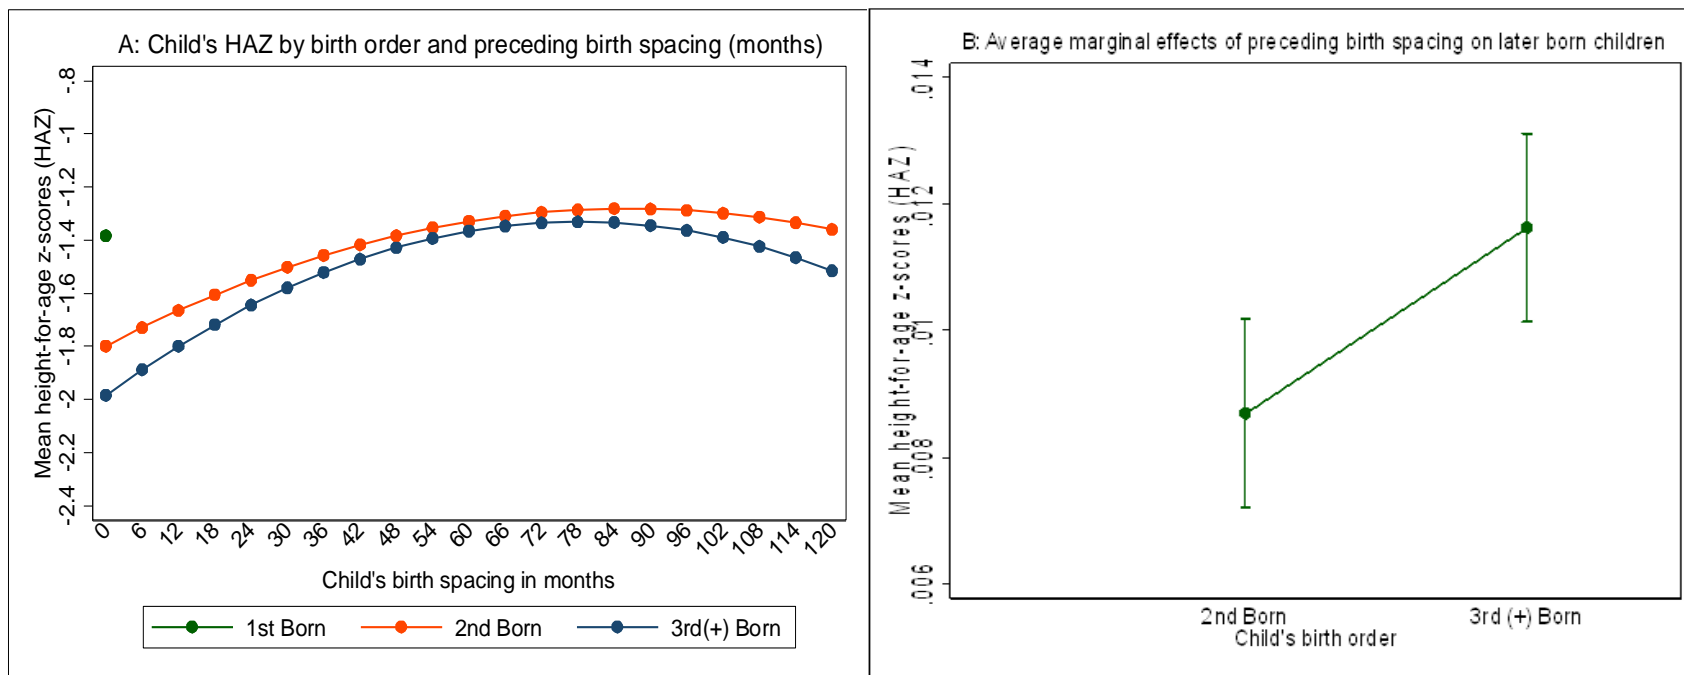 A: Child's HAZ by birth order and preceding birth spacing (months)
Mean height-for-age z-scores (HAZ)
-.8
-1
-1.2
-1.4
-1.6
-1.8
-2
-2.2
-2.4
0 6 12 18 24 30 36 42 48 54 60 66 72 78 84 90 96 102 108 114 120
Child's birth spacing in months
1st Born 2nd Born 3rd(+) Born
B: Average marginal effects of preceding birth spacing on later born children
Mean height-for-age z-scores (HAZ)
.014
.012
.01
.008
.006
2nd Born 3rd (+) Born
Child's birth order